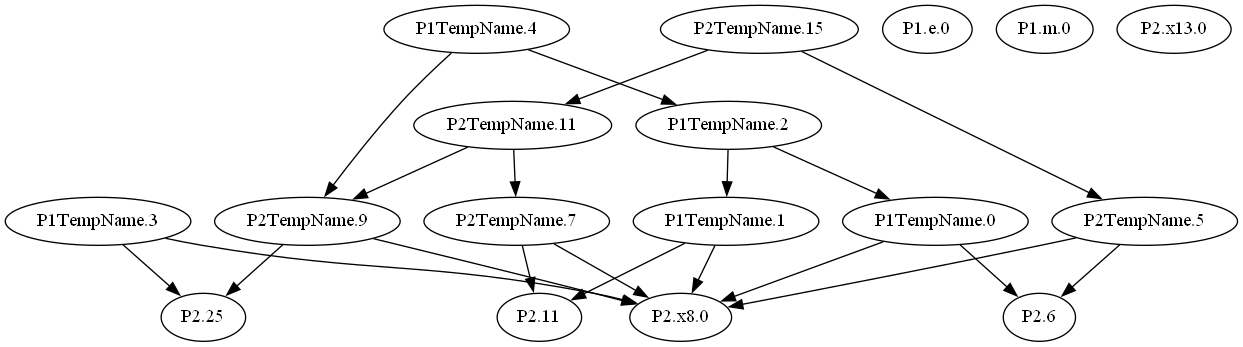 P1TempName.4
P2TempName.15
P1.e.0
P1.m.0
P2.x13.0
P2TempName.11
P1TempName.2
P1TempName.3
P2TempName.9
P2TempName.7
P1TempName.1
P1TempName.0
P2TempName.5
P2.25
P2.11
P2.x8.0
P2.6